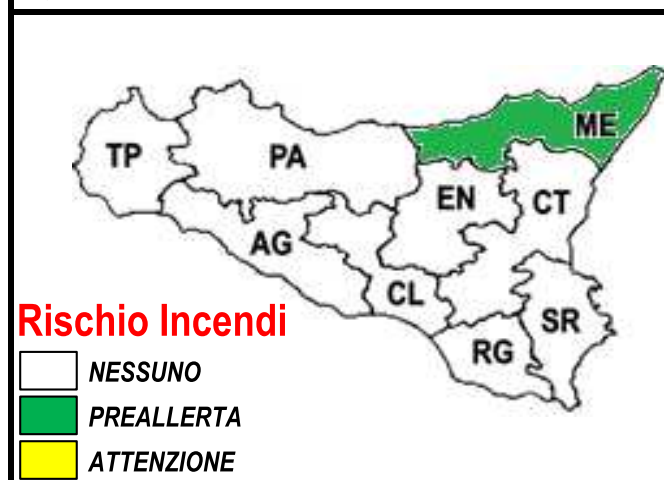 ME
TP
PA
EN
CT
AG
CL
SR
RG
Rischio Incendi
NESSUNO
PREALLERTA
ATTENZIONE